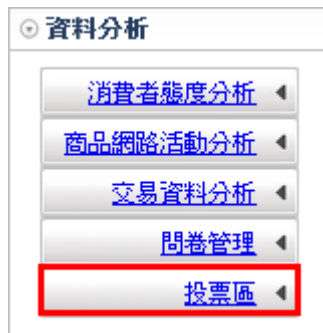 資料分析
消費者態度分析
商品網路活動分析
交易資料分析
問卷管理
投票區